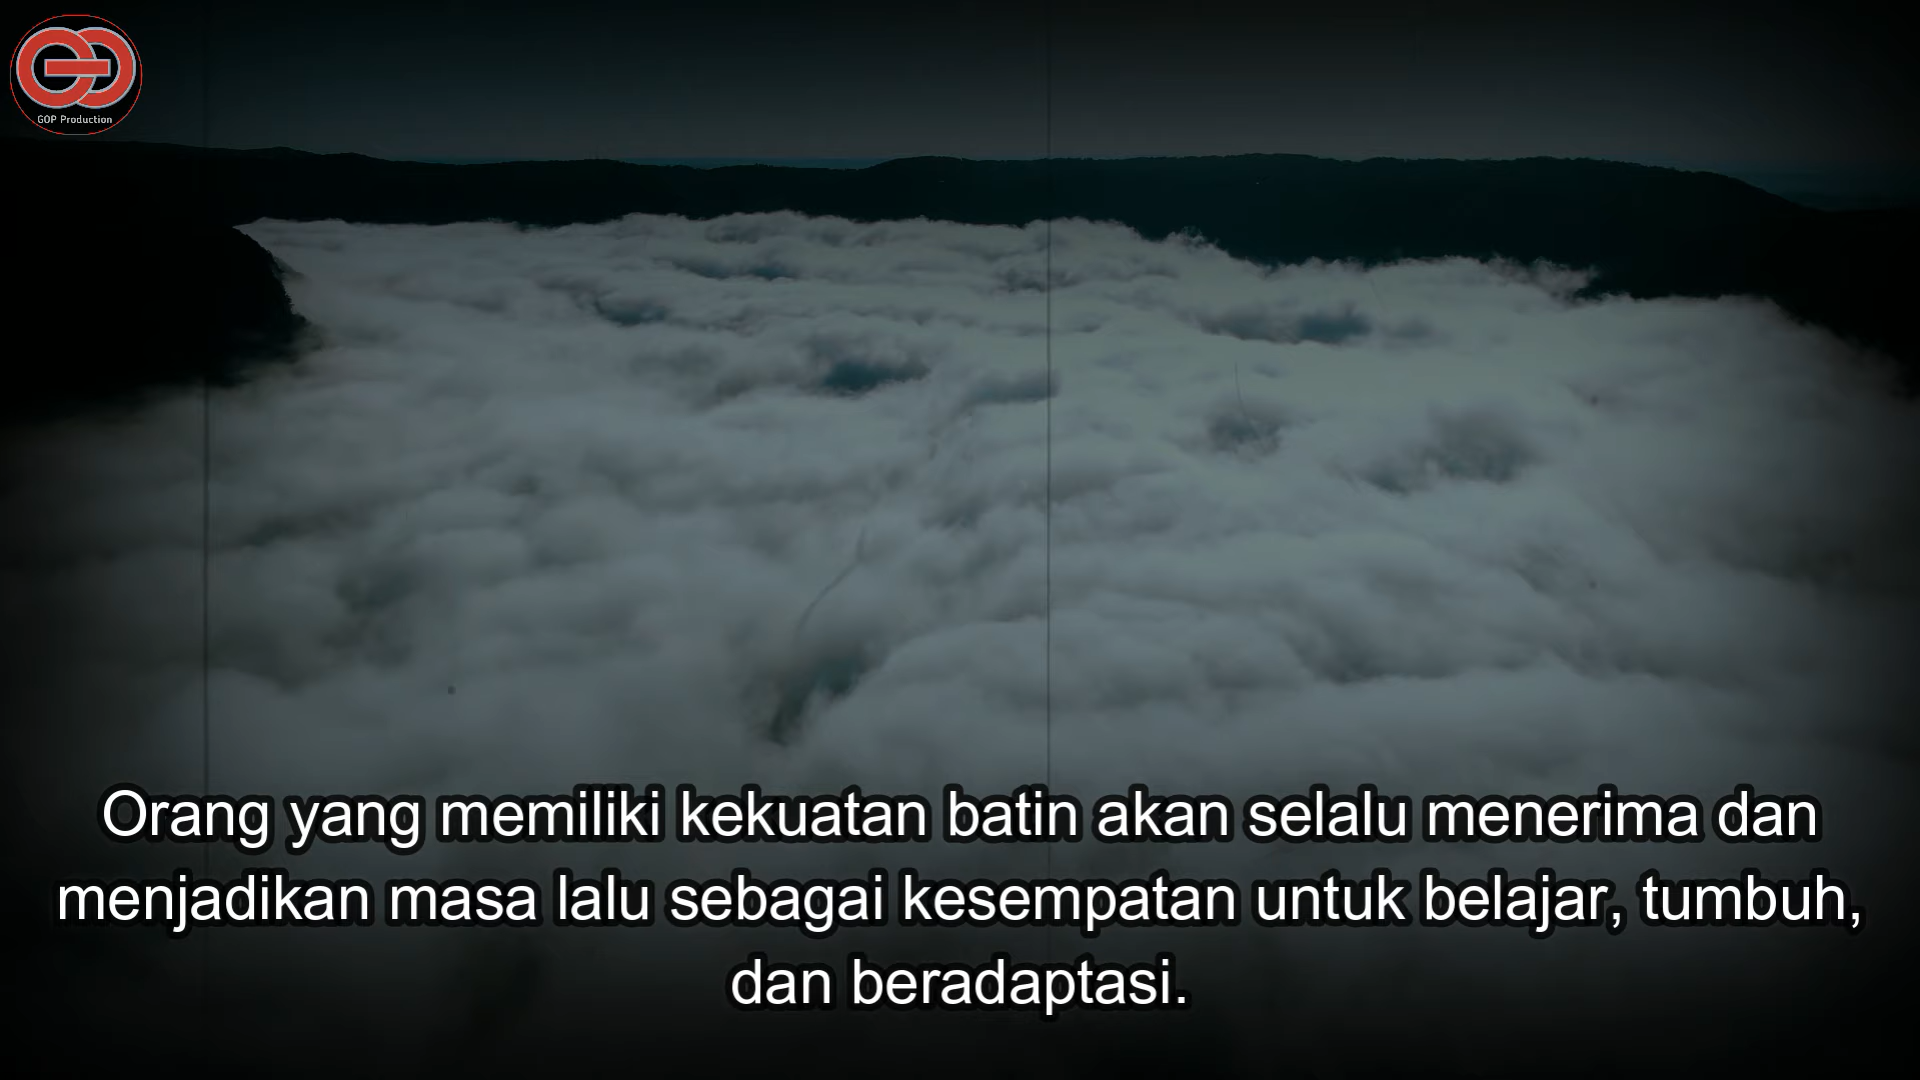 GOP Production
Orang yang memiliki kekuatan batin akan selalu menerima dan
menjadikan masa lalu sebagai kesempatan untuk belajar, tumbuh,
dan beradaptasi.